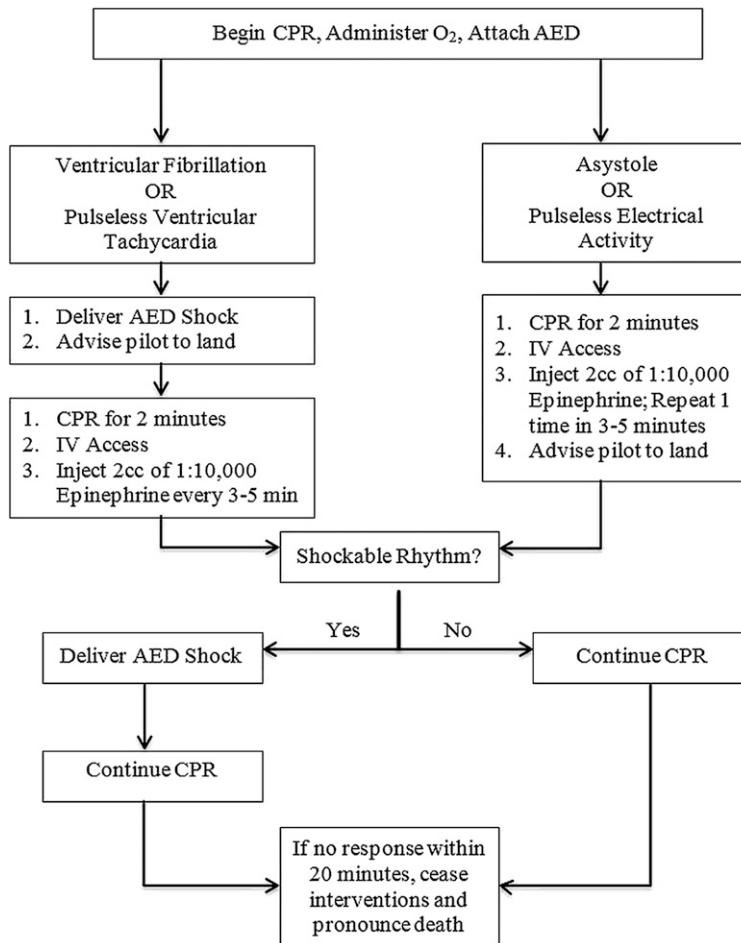 Begin CPR, Administer O₂, Attach AED
Ventricular Fibrillation
OR
Pulseless Ventricular
Tachycardia
Asystole
OR
Pulseless Electrical
Activity
1. Deliver AED Shock
2. Advise pilot to land
1. CPR for 2 minutes
2. IV Access
3. Inject 2cc of 1:10,000
Epinephrine; Repeat 1
time in 3-5 minutes
4. Advise pilot to land
1. CPR for 2 minutes
2. IV Access
3. Inject 2cc of 1:10,000
Epinephrine every 3-5 min
Shockable Rhythm?
Yes
No
Deliver AED Shock
Continue CPR
Continue CPR
If no response within
20 minutes, cease
interventions and
pronounce death